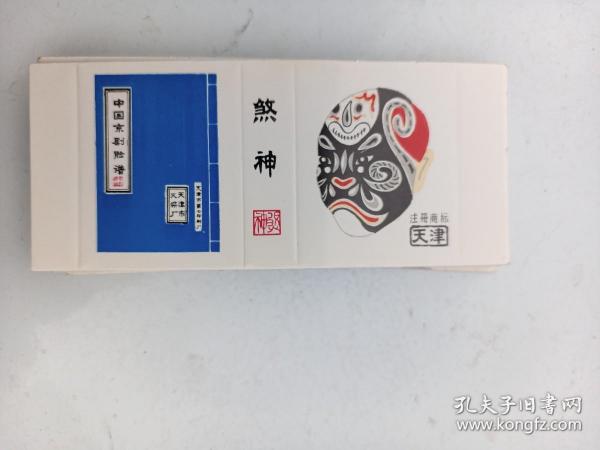 中国京剧脸谱
天津市
火柴厂
煞神
注册商标
天津
孔夫子旧书网
www.kongfz.com